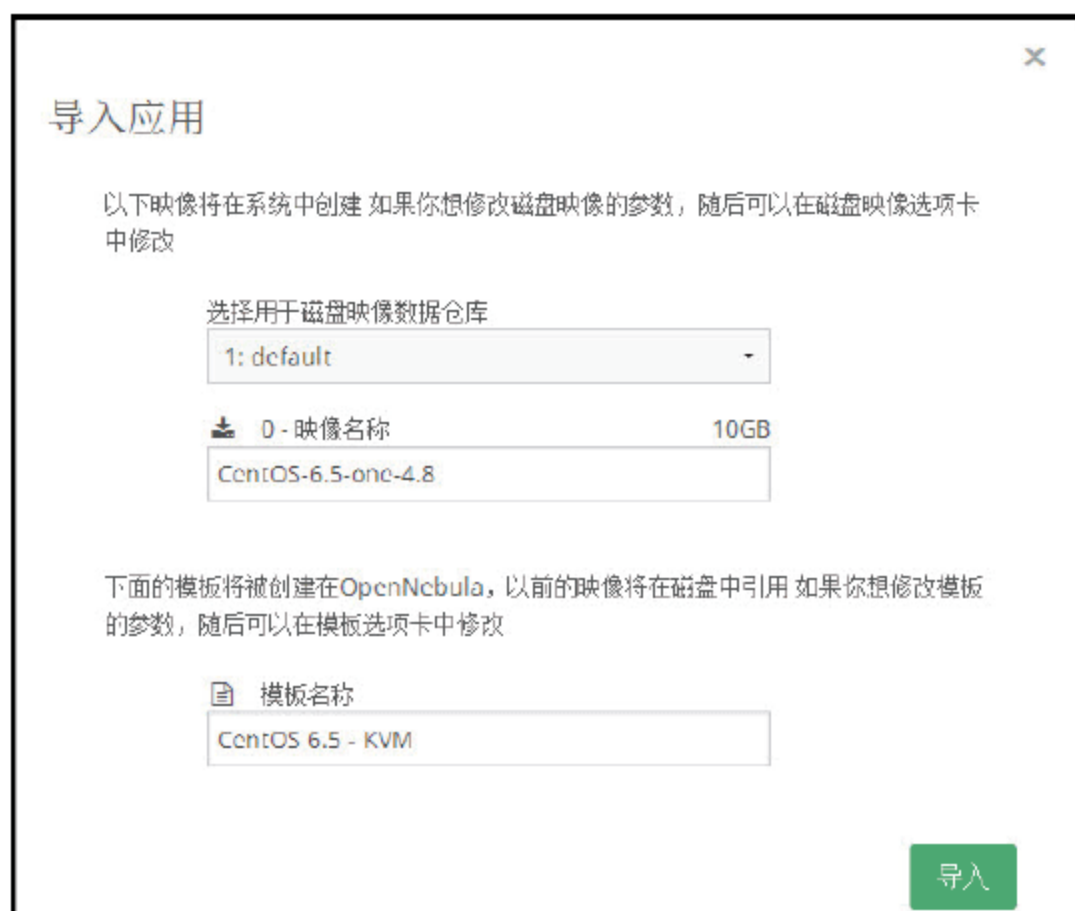 ×
导入应用
以下映像将在系统中创建 如果你想修改磁盘映像的参数，随后可以在磁盘映像选项卡
中修改
选择用于磁盘映像数据仓库
1: default
0 - 映像名称 10GB
CentOS-6.5-one-4.8
下面的模板将被创建在OpenNebula，以前的映像将在磁盘中引用 如果你想修改模板
的参数，随后可以在模板选项卡中修改
模板名称
CentOS 6.5 - KVM
导入